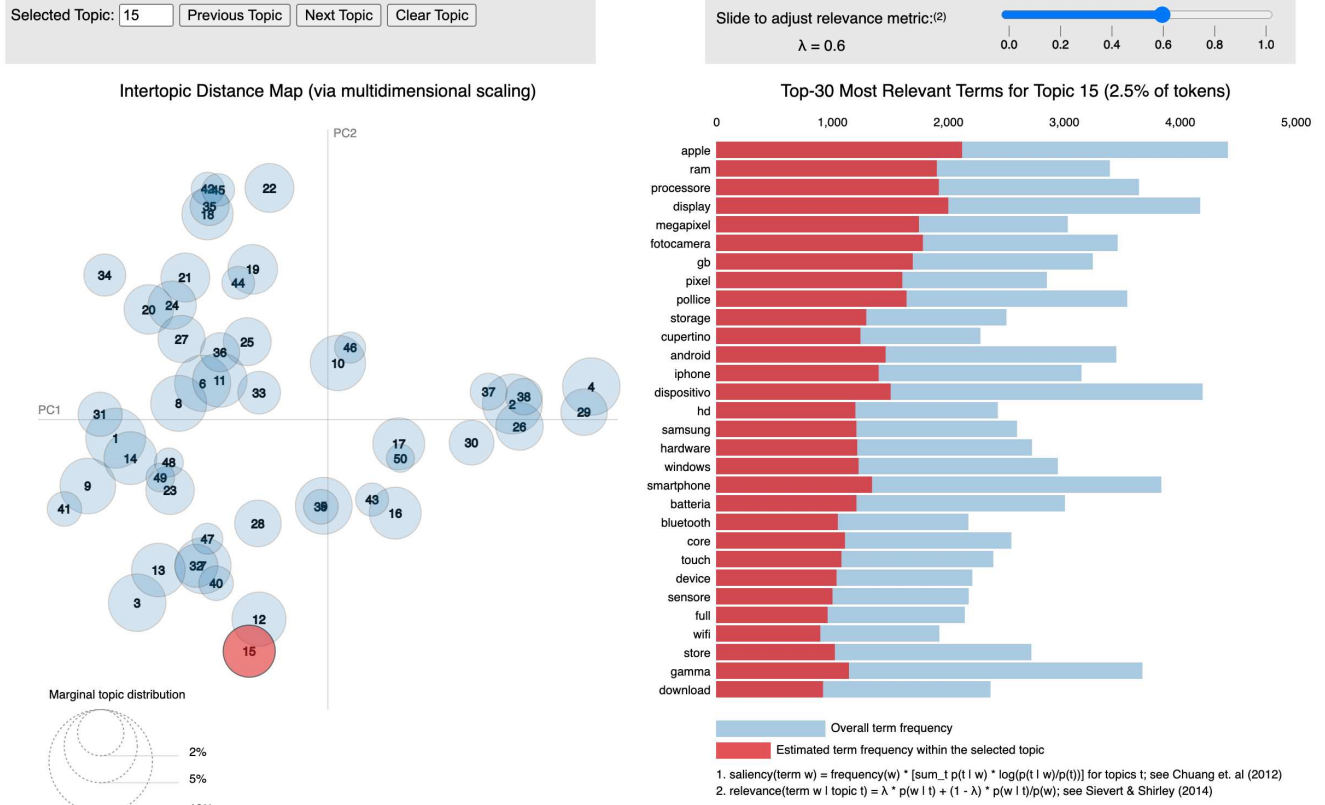 Selected Topic: 15 Previous Topic Next Topic Clear Topic
Slide to adjust relevance metric:(2)
λ = 0.6
0.0 0.2 0.4 0.6 0.8 1.0
Intertopic Distance Map (via multidimensional scaling)
PC2
PC1
42
45
22
35
18
34
21
19
44
20
24
27
25
36
46
10
6
11
33
8
37
38
2
4
29
26
31
1
14
17
50
30
48
49
23
9
41
43
16
28
47
13
32
7
40
3
12
15
Marginal topic distribution
2%
5%
Top-30 Most Relevant Terms for Topic 15 (2.5% of tokens)
0 1,000 2,000 3,000 4,000 5,000
apple
ram
processore
display
megapixel
fotocamera
gb
pixel
pollice
storage
cupertino
android
iphone
dispositivo
hd
samsung
hardware
windows
smartphone
batteria
bluetooth
core
touch
device
sensore
full
wifi
store
gamma
download
Overall term frequency
Estimated term frequency within the selected topic
1. saliency(term w) = frequency(w) * [sum_t p(t | w) * log(p(t | w)/p(t))] for topics t; see Chuang et. al (2012)
2. relevance(term w | topic t) = λ * p(w | t) + (1 - λ) * p(w | t)/p(w); see Sievert & Shirley (2014)